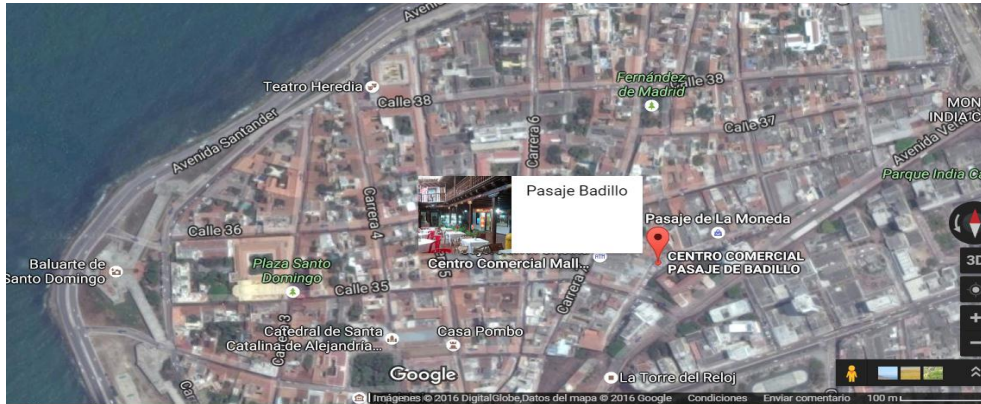 Avenida
Teatro Heredia
Calle 38
Fernández
de Madrid
Calle 38
MON
INDIA C
Avenida Santander
Carrera 6
Calle 37
Avenida Ven
Parque India Ca
Pasaje Badillo
Carrera 4
Pasaje de La Moneda
Calle 36
Baluarte de
Santo Domingo
Plaza Santo
Domingo
Centro Comercial Mall...
5
CENTRO COMERCIAL
PASAJE DE BADILLO
3D
Calle 35
Carrera
Carrera 3
Catedral de Santa
Catalina de Alejandría...
Casa Pombo
Google
La Torre del Reloj
Imágenes © 2016 DigitalGlobe,Datos del mapa © 2016 Google
Condiciones
Enviar comentario
100 m